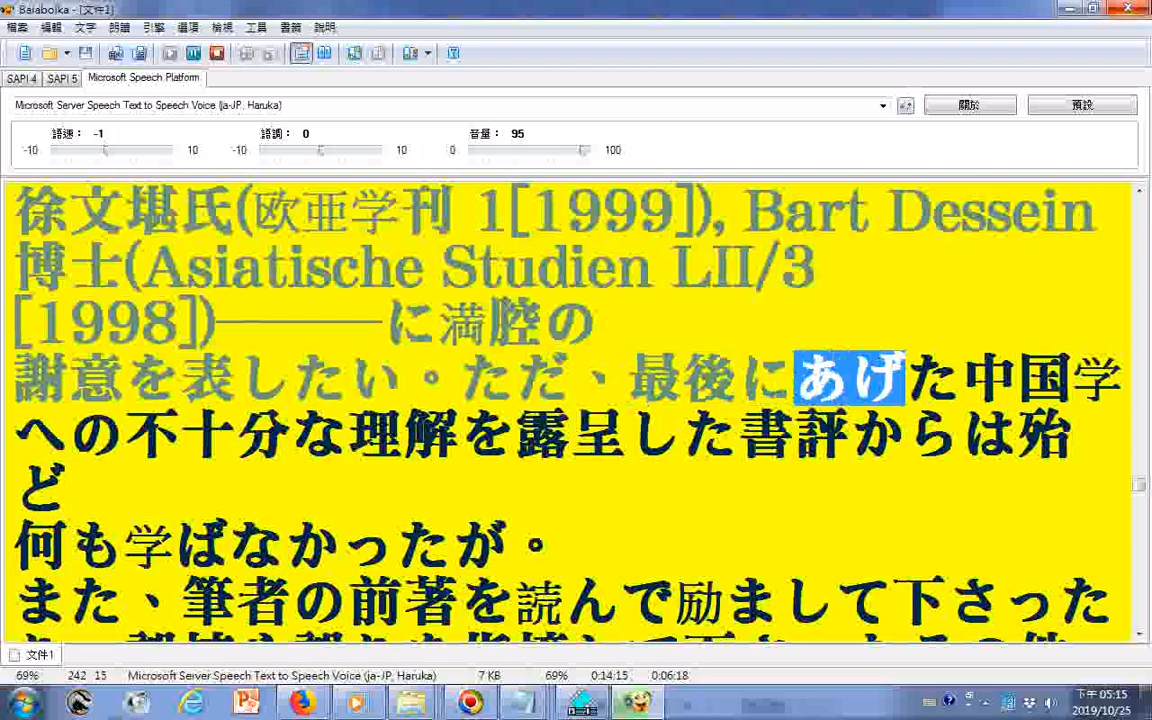 Balabolka - [文件1]
檔案 編輯 文字 朗讀 引擎 選項 檢視 工具 書籤 說明
SAPI 4 SAPI 5 Microsoft Speech Platform
Microsoft Server Speech Text to Speech Voice (ja-JP, Haruka) 關於 預設
語速： -1 語調： 0 音量： 95
-10 10 -10 10 0 100
徐文堪氏(欧亜学刊 1[1999]), Bart Dessein
博士(Asiatische Studien LII/3
[1998])———に満腔の
謝意を表したい。ただ、最後にあげた中国学
への不十分な理解を露呈した書評からは殆
ど
何も学ばなかったが。
また、筆者の前著を読んで励まして下さった
文件1
69% 242 15 Microsoft Server Speech Text to Speech Voice (ja-JP, Haruka) 7 KB 69% 0:14:15 0:06:18
下午 05:15
2019/10/25